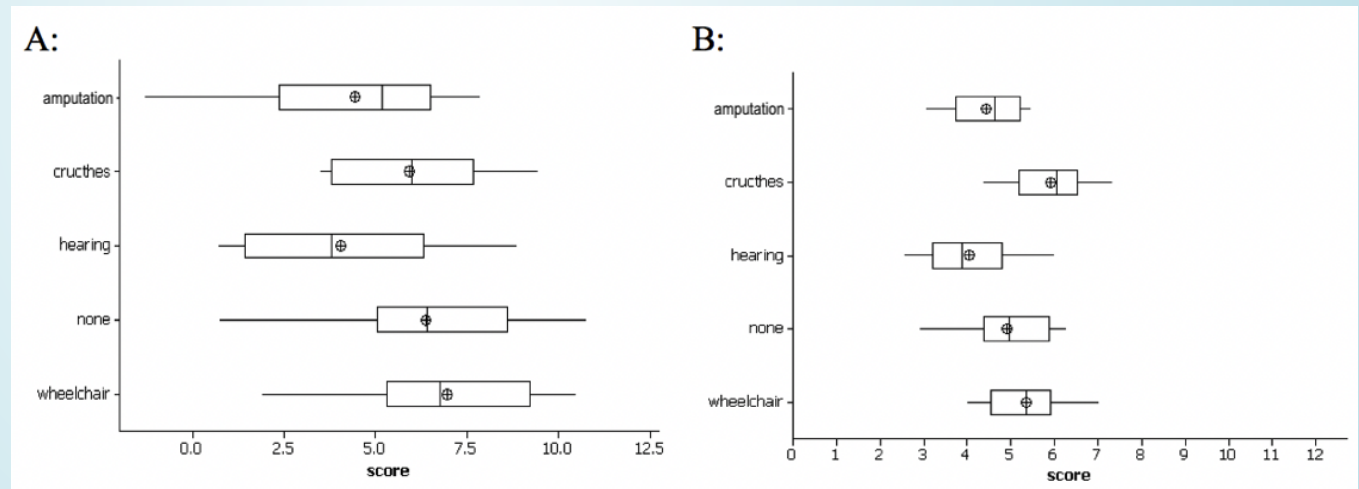 A:
amputation
cructhes
hearing
none
wheelchair
0.0 2.5 5.0 7.5 10.0 12.5
score
B:
amputation
cructhes
hearing
none
wheelchair
0 1 2 3 4 5 6 7 8 9 10 11 12
score